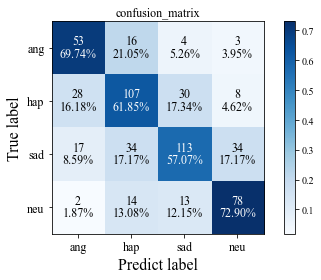 confusion_matrix
ang 53 16 4 3 0.7
69.74% 21.05% 5.26% 3.95%
0.6
hap 28 107 30 8
16.18% 61.85% 17.34% 4.62% 0.5
0.4
True label
sad 17 34 113 34
8.59% 17.17% 57.07% 17.17% 0.3
0.2
neu 2 14 13 78
1.87% 13.08% 12.15% 72.90% 0.1
ang hap sad neu
Predict label